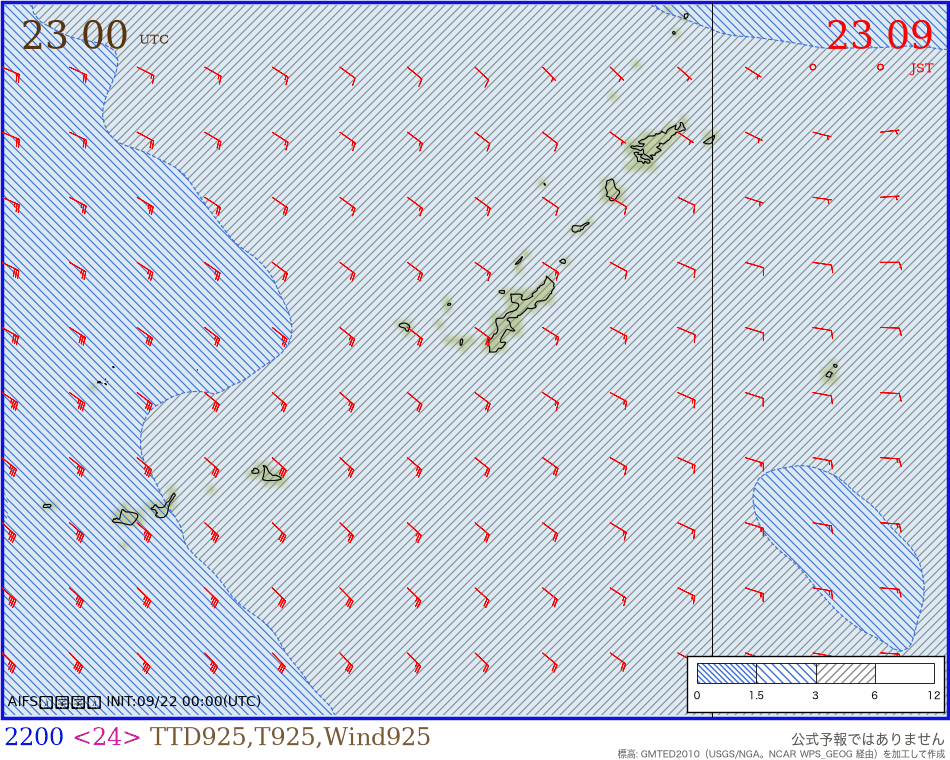 23 00 UTC
23 09
JST
AIFS□□□□ INIT:09/22 00:00(UTC)
0 1.5 3 6 12
2200 <24> TTD925,T925,Wind925
公式予報ではありません
標高: GMTED2010（USGS/NGA。NCAR WPS_GEOG 経由）を加工して作成